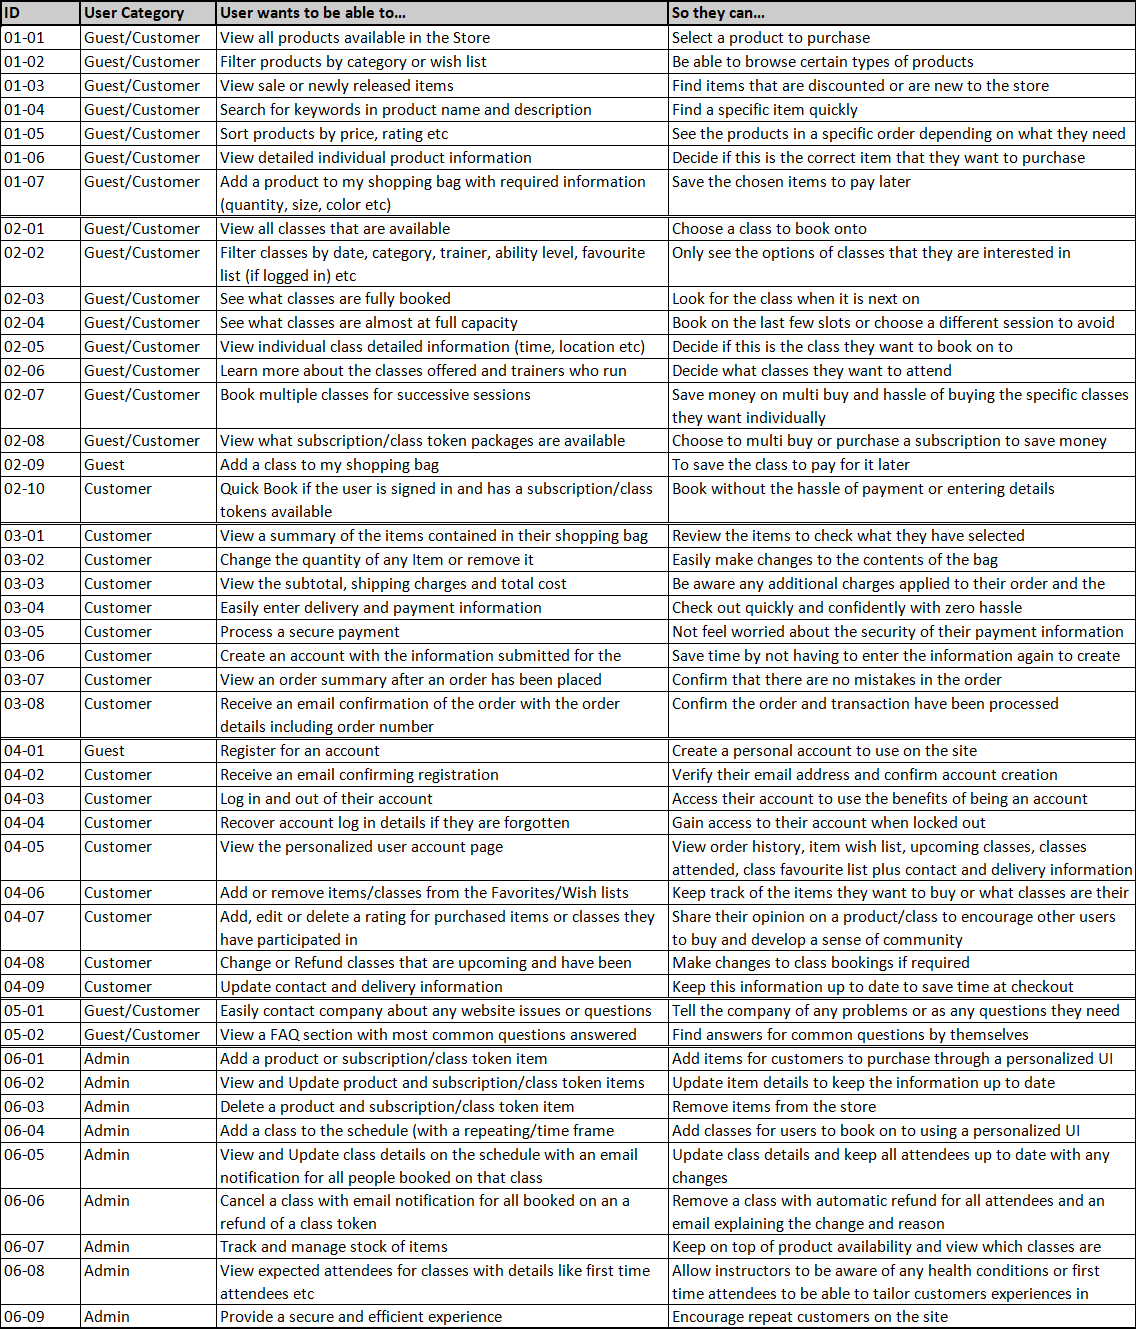 ID User Category User wants to be able to... So they can...
01-01 Guest/Customer View all products available in the Store Select a product to purchase
01-02 Guest/Customer Filter products by category or wish list Be able to browse certain types of products
01-03 Guest/Customer View sale or newly released items Find items that are discounted or are new to the store
01-04 Guest/Customer Search for keywords in product name and description Find a specific item quickly
01-05 Guest/Customer Sort products by price, rating etc See the products in a specific order depending on what they need
01-06 Guest/Customer View detailed individual product information Decide if this is the correct item that they want to purchase
01-07 Guest/Customer Add a product to my shopping bag with required information Save the chosen items to pay later
(quantity, size, color etc)
02-01 Guest/Customer View all classes that are available Choose a class to book onto
02-02 Guest/Customer Filter classes by date, category, trainer, ability level, favourite Only see the options of classes that they are interested in
list (if logged in) etc
02-03 Guest/Customer See what classes are fully booked Look for the class when it is next on
02-04 Guest/Customer See what classes are almost at full capacity Book on the last few slots or choose a different session to avoid
02-05 Guest/Customer View individual class detailed information (time, location etc) Decide if this is the class they want to book on to
02-06 Guest/Customer Learn more about the classes offered and trainers who run Decide what classes they want to attend
02-07 Guest/Customer Book multiple classes for successive sessions Save money on multi buy and hassle of buying the specific classes
they want individually
02-08 Guest/Customer View what subscription/class token packages are available Choose to multi buy or purchase a subscription to save money
02-09 Guest Add a class to my shopping bag To save the class to pay for it later
02-10 Customer Quick Book if the user is signed in and has a subscription/class Book without the hassle of payment or entering details
tokens available
03-01 Customer View a summary of the items contained in their shopping bag Review the items to check what they have selected
03-02 Customer Change the quantity of any Item or remove it Easily make changes to the contents of the bag
03-03 Customer View the subtotal, shipping charges and total cost Be aware any additional charges applied to their order and the
03-04 Customer Easily enter delivery and payment information Check out quickly and confidently with zero hassle
03-05 Customer Process a secure payment Not feel worried about the security of their payment information
03-06 Customer Create an account with the information submitted for the Save time by not having to enter the information again to create
03-07 Customer View an order summary after an order has been placed Confirm that there are no mistakes in the order
03-08 Customer Receive an email confirmation of the order with the order Confirm the order and transaction have been processed
details including order number
04-01 Guest Register for an account Create a personal account to use on the site
04-02 Customer Receive an email confirming registration Verify their email address and confirm account creation
04-03 Customer Log in and out of their account Access their account to use the benefits of being an account
04-04 Customer Recover account log in details if they are forgotten Gain access to their account when locked out
04-05 Customer View the personalized user account page View order history, item wish list, upcoming classes, classes
attended, class favourite list plus contact and delivery information
04-06 Customer Add or remove items/classes from the Favorites/Wish lists Keep track of the items they want to buy or what classes are their
04-07 Customer Add, edit or delete a rating for purchased items or classes they Share their opinion on a product/class to encourage other users
have participated in to buy and develop a sense of community
04-08 Customer Change or Refund classes that are upcoming and have been Make changes to class bookings if required
04-09 Customer Update contact and delivery information Keep this information up to date to save time at checkout
05-01 Guest/Customer Easily contact company about any website issues or questions Tell the company of any problems or as any questions they need
05-02 Guest/Customer View a FAQ section with most common questions answered Find answers for common questions by themselves
06-01 Admin Add a product or subscription/class token item Add items for customers to purchase through a personalized UI
06-02 Admin View and Update product and subscription/class token items Update item details to keep the information up to date
06-03 Admin Delete a product and subscription/class token item Remove items from the store
06-04 Admin Add a class to the schedule (with a repeating/time frame Add classes for users to book on to using a personalized UI
06-05 Admin View and Update class details on the schedule with an email Update class details and keep all attendees up to date with any
notification for all people booked on that class changes
06-06 Admin Cancel a class with email notification for all booked on an a Remove a class with automatic refund for all attendees and an
refund of a class token email explaining the change and reason
06-07 Admin Track and manage stock of items Keep on top of product availability and view which classes are
06-08 Admin View expected attendees for classes with details like first time Allow instructors to be aware of any health conditions or first
attendees etc time attendees to be able to tailor customers experiences in
06-09 Admin Provide a secure and efficient experience Encourage repeat customers on the site